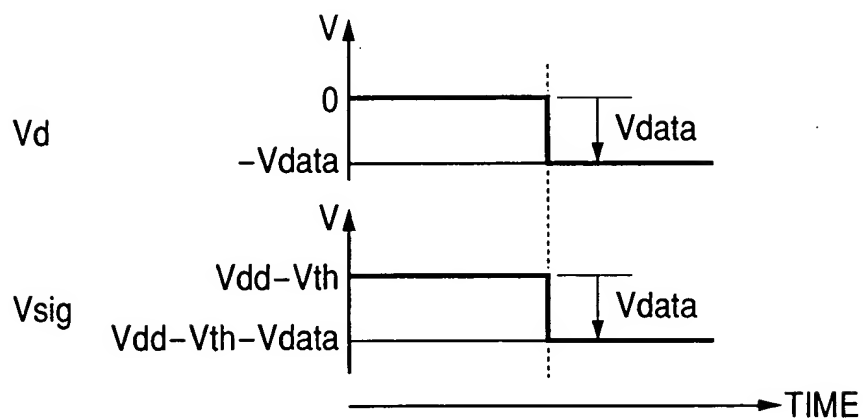 V
0
Vd
Vdata
-Vdata
V
Vdd-Vth
Vsig
Vdata
Vdd-Vth-Vdata
TIME